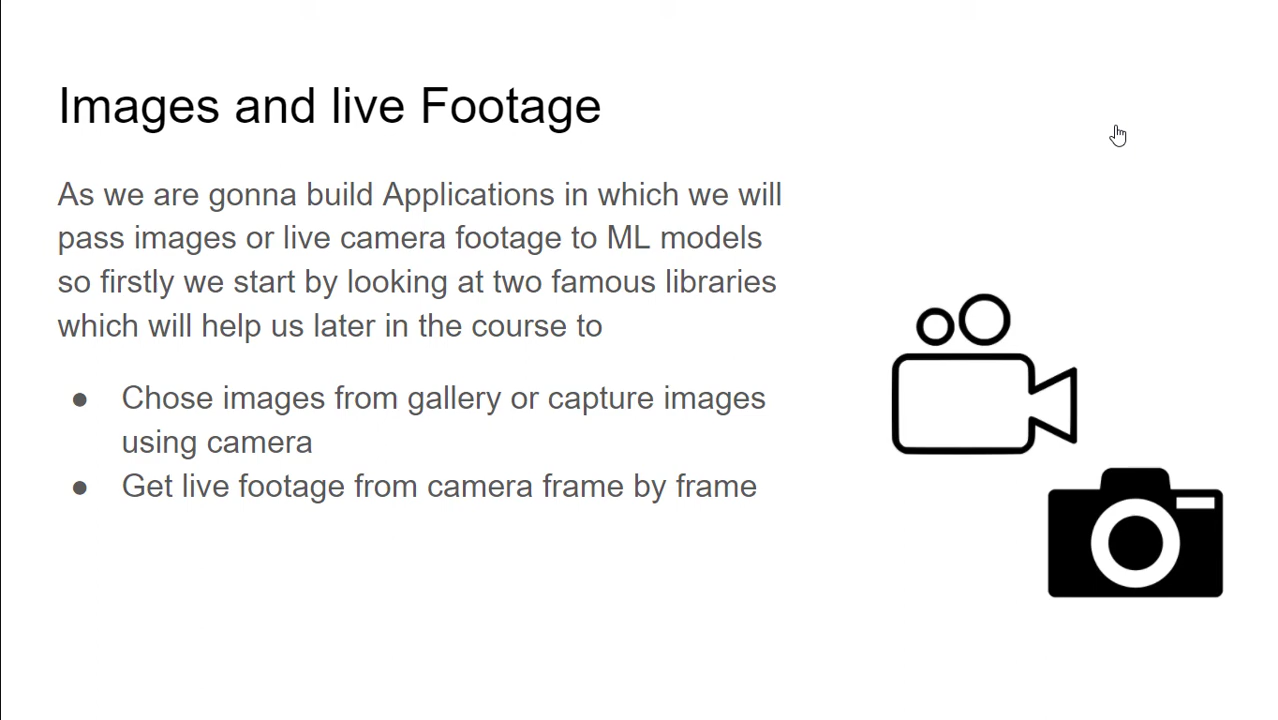 Images and live Footage
As we are gonna build Applications in which we will
pass images or live camera footage to ML models
so firstly we start by looking at two famous libraries
which will help us later in the course to
● Chose images from gallery or capture images
using camera
● Get live footage from camera frame by frame